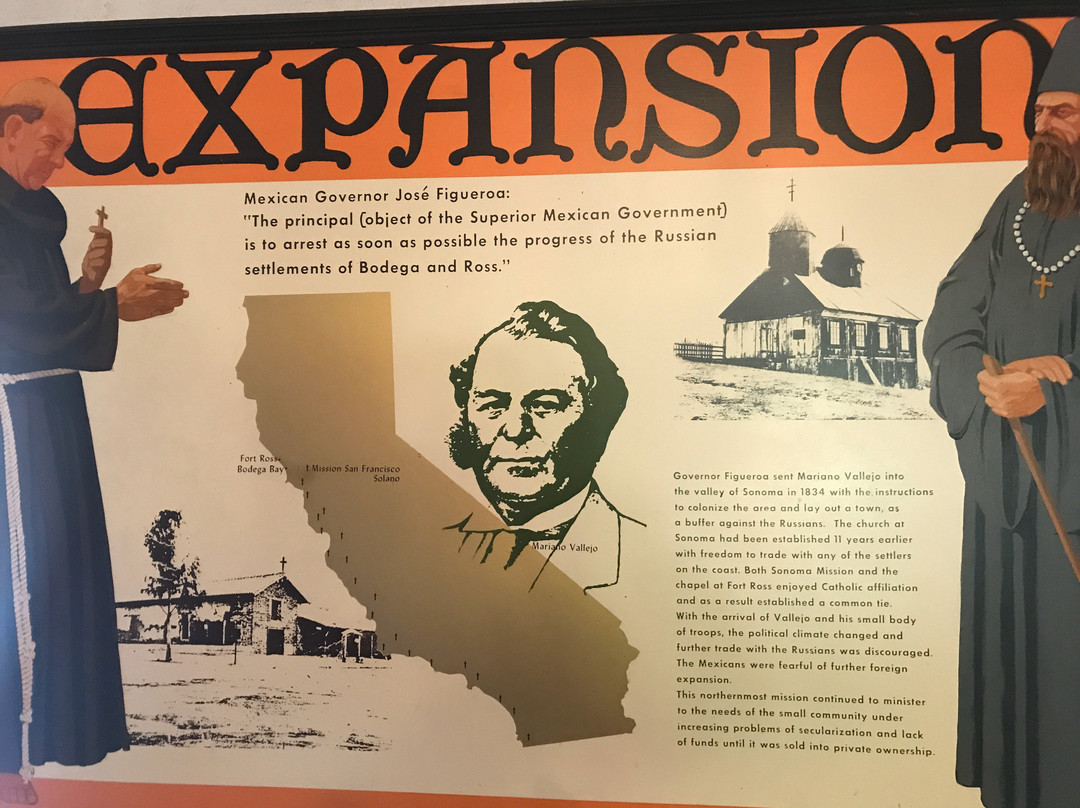 EXPANSION
Mexican Governor José Figueroa:
"The principal (object of the Superior Mexican Government)
is to arrest as soon as possible the progress of the Russian
settlements of Bodega and Ross."
Fort Ross
Bodega Bay
Mission San Francisco
Solano
Mariano Vallejo
Governor Figueroa sent Mariano Vallejo into
the valley of Sonoma in 1834 with the instructions
to colonize the area and lay out a town, as
a buffer against the Russians. The church at
Sonoma had been established 11 years earlier
with freedom to trade with any of the settlers
on the coast. Both Sonoma Mission and the
chapel at Fort Ross enjoyed Catholic affiliation
and as a result established a common tie.
With the arrival of Vallejo and his small body
of troops, the political climate changed and
further trade with the Russians was discouraged.
The Mexicans were fearful of further foreign
expansion.
This northernmost mission continued to minister
to the needs of the small community under
increasing problems of secularization and lack
of funds until it was sold into private ownership.